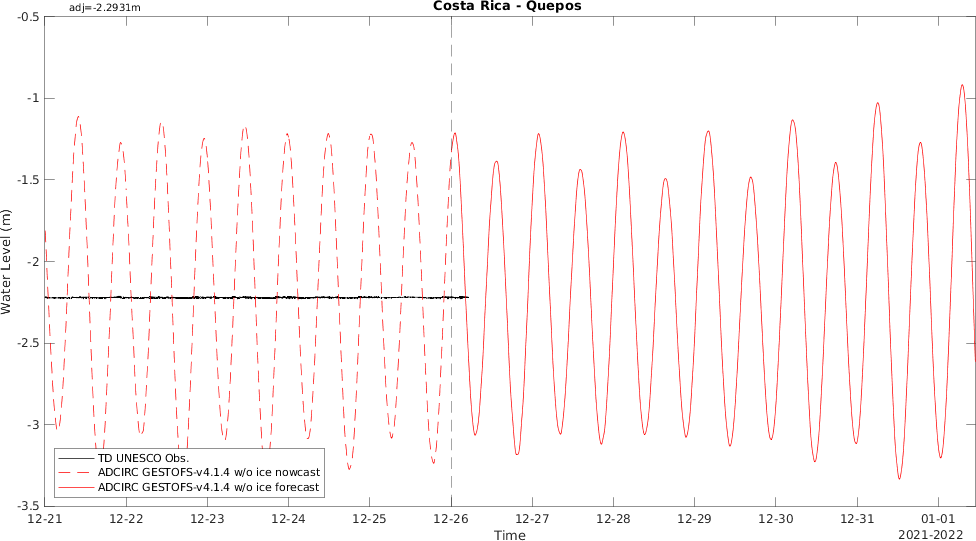 adj=-2.2931m
Costa Rica - Quepos
-0.5
-1
-1.5
-2
-2.5
-3
-3.5
Water Level (m)
TD UNESCO Obs.
ADCIRC GESTOFS-v4.1.4 w/o ice nowcast
ADCIRC GESTOFS-v4.1.4 w/o ice forecast
12-21 12-22 12-23 12-24 12-25 12-26 12-27 12-28 12-29 12-30 12-31 01-01
Time
2021-2022